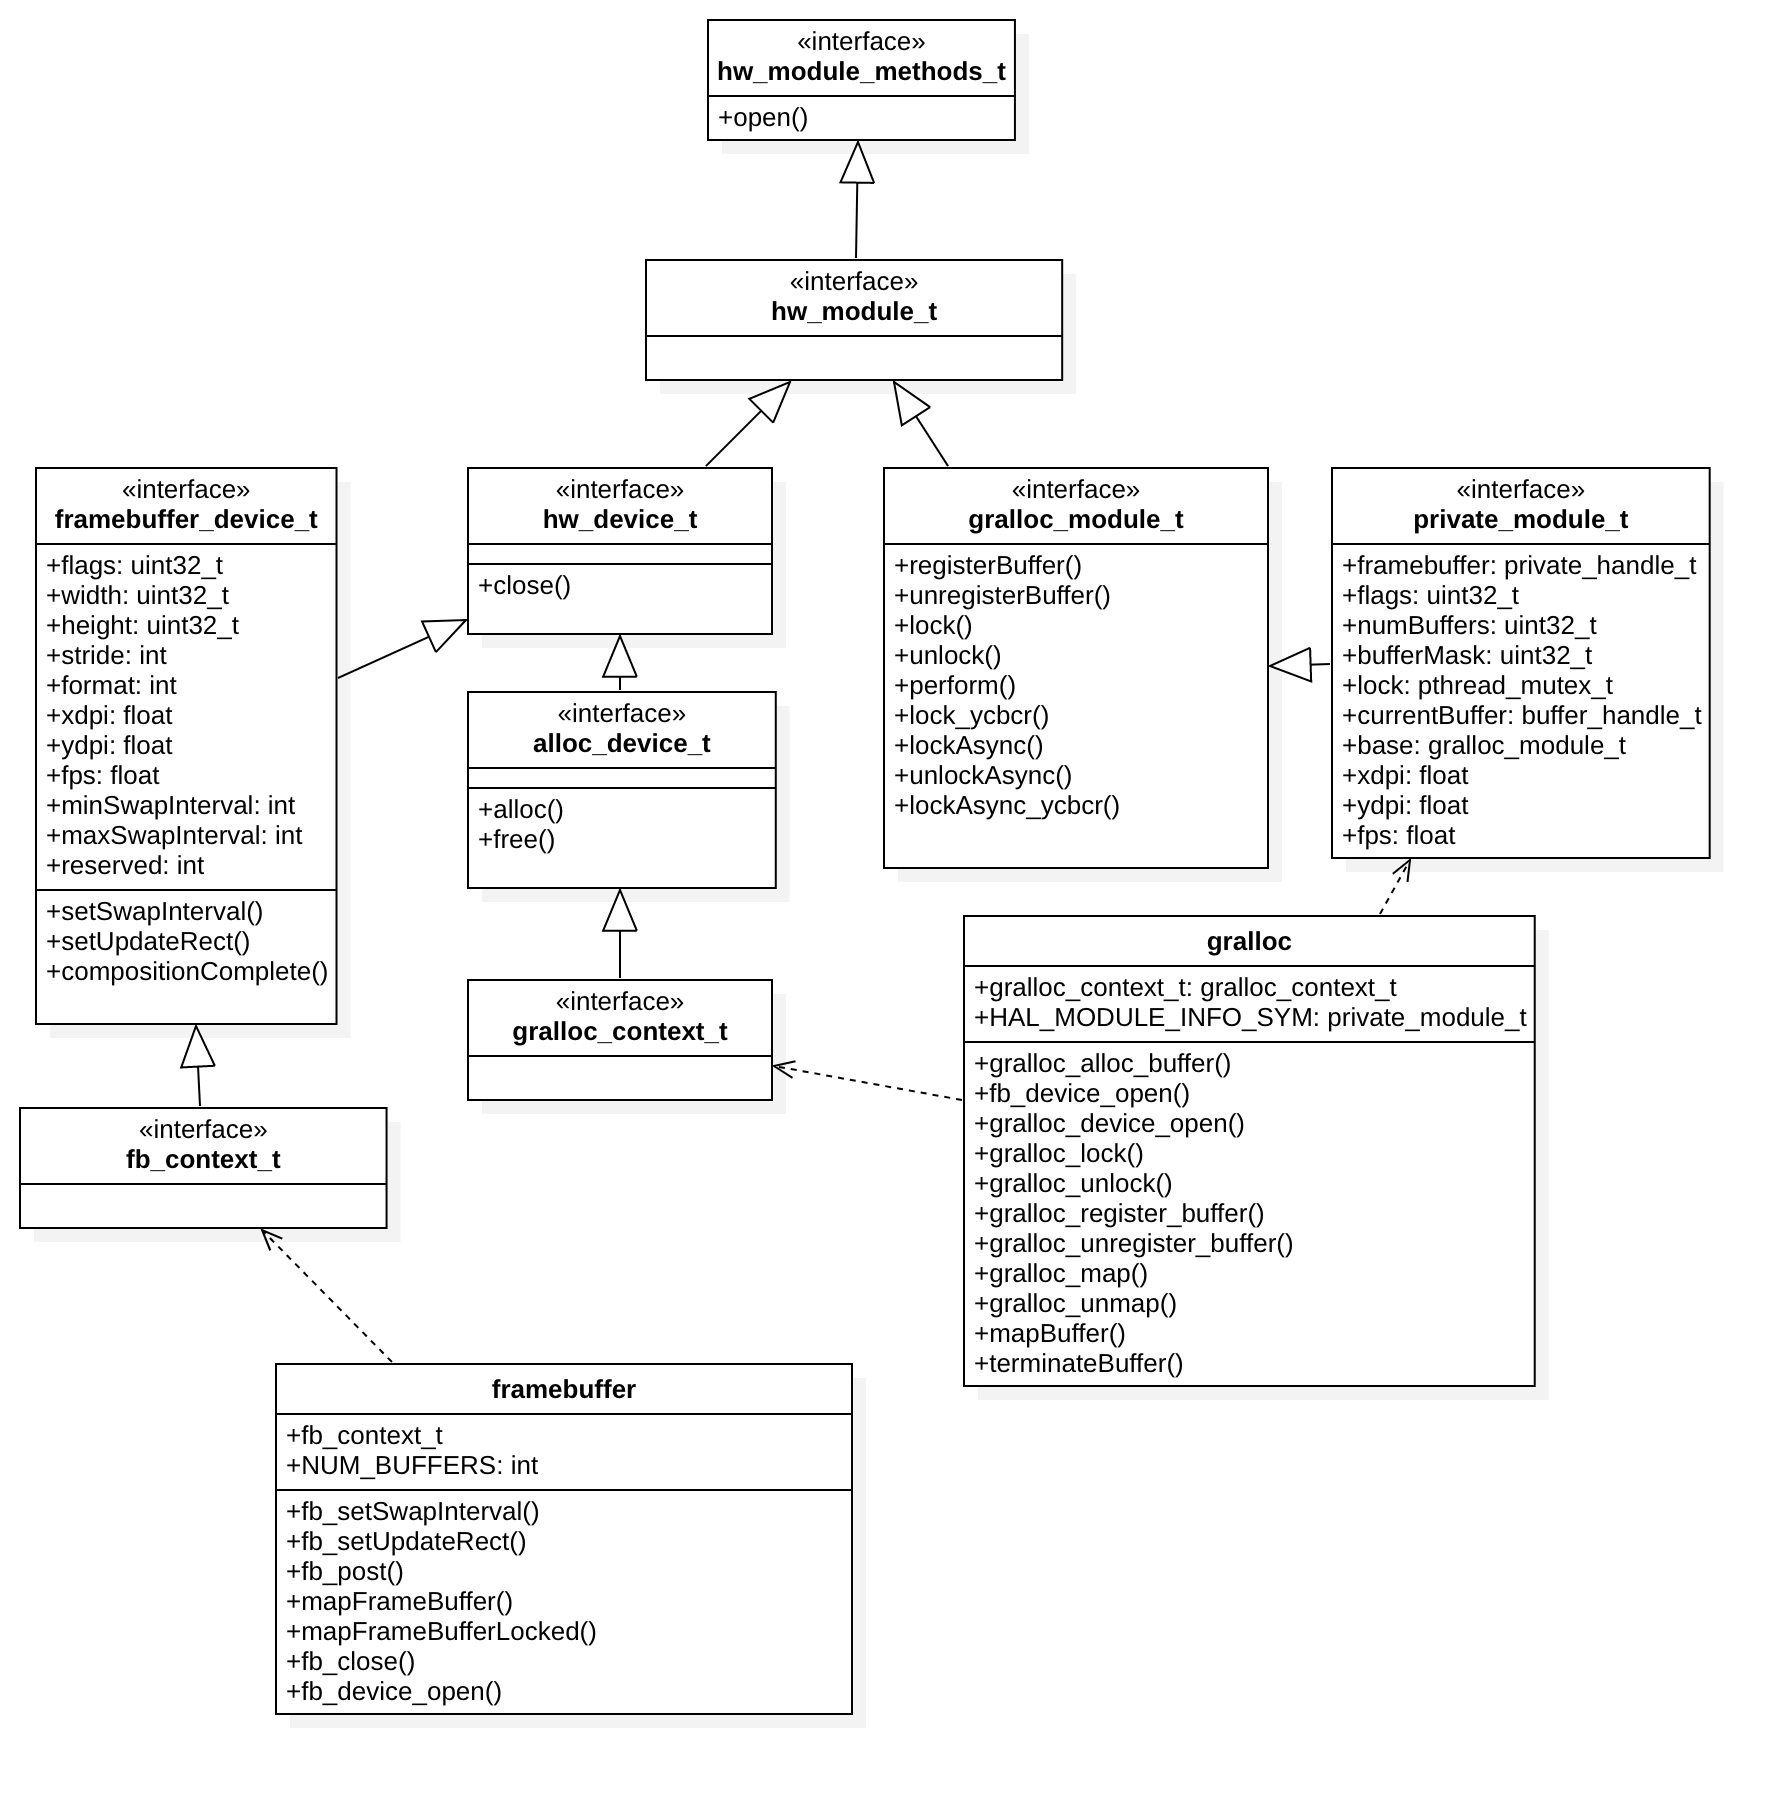 «interface»
hw_module_methods_t
+open()
«interface»
hw_module_t
«interface»
framebuffer_device_t
+flags: uint32_t
+width: uint32_t
+height: uint32_t
+stride: int
+format: int
+xdpi: float
+ydpi: float
+fps: float
+minSwapInterval: int
+maxSwapInterval: int
+reserved: int
+setSwapInterval()
+setUpdateRect()
+compositionComplete()
«interface»
hw_device_t
+close()
«interface»
alloc_device_t
+alloc()
+free()
«interface»
gralloc_module_t
+registerBuffer()
+unregisterBuffer()
+lock()
+unlock()
+perform()
+lock_ycbcr()
+lockAsync()
+unlockAsync()
+lockAsync_ycbcr()
«interface»
private_module_t
+framebuffer: private_handle_t
+flags: uint32_t
+numBuffers: uint32_t
+bufferMask: uint32_t
+lock: pthread_mutex_t
+currentBuffer: buffer_handle_t
+base: gralloc_module_t
+xdpi: float
+ydpi: float
+fps: float
«interface»
gralloc_context_t
gralloc
+gralloc_context_t: gralloc_context_t
+HAL_MODULE_INFO_SYM: private_module_t
+gralloc_alloc_buffer()
+fb_device_open()
+gralloc_device_open()
+gralloc_lock()
+gralloc_unlock()
+gralloc_register_buffer()
+gralloc_unregister_buffer()
+gralloc_map()
+gralloc_unmap()
+mapBuffer()
+terminateBuffer()
«interface»
fb_context_t
framebuffer
+fb_context_t
+NUM_BUFFERS: int
+fb_setSwapInterval()
+fb_setUpdateRect()
+fb_post()
+mapFrameBuffer()
+mapFrameBufferLocked()
+fb_close()
+fb_device_open()